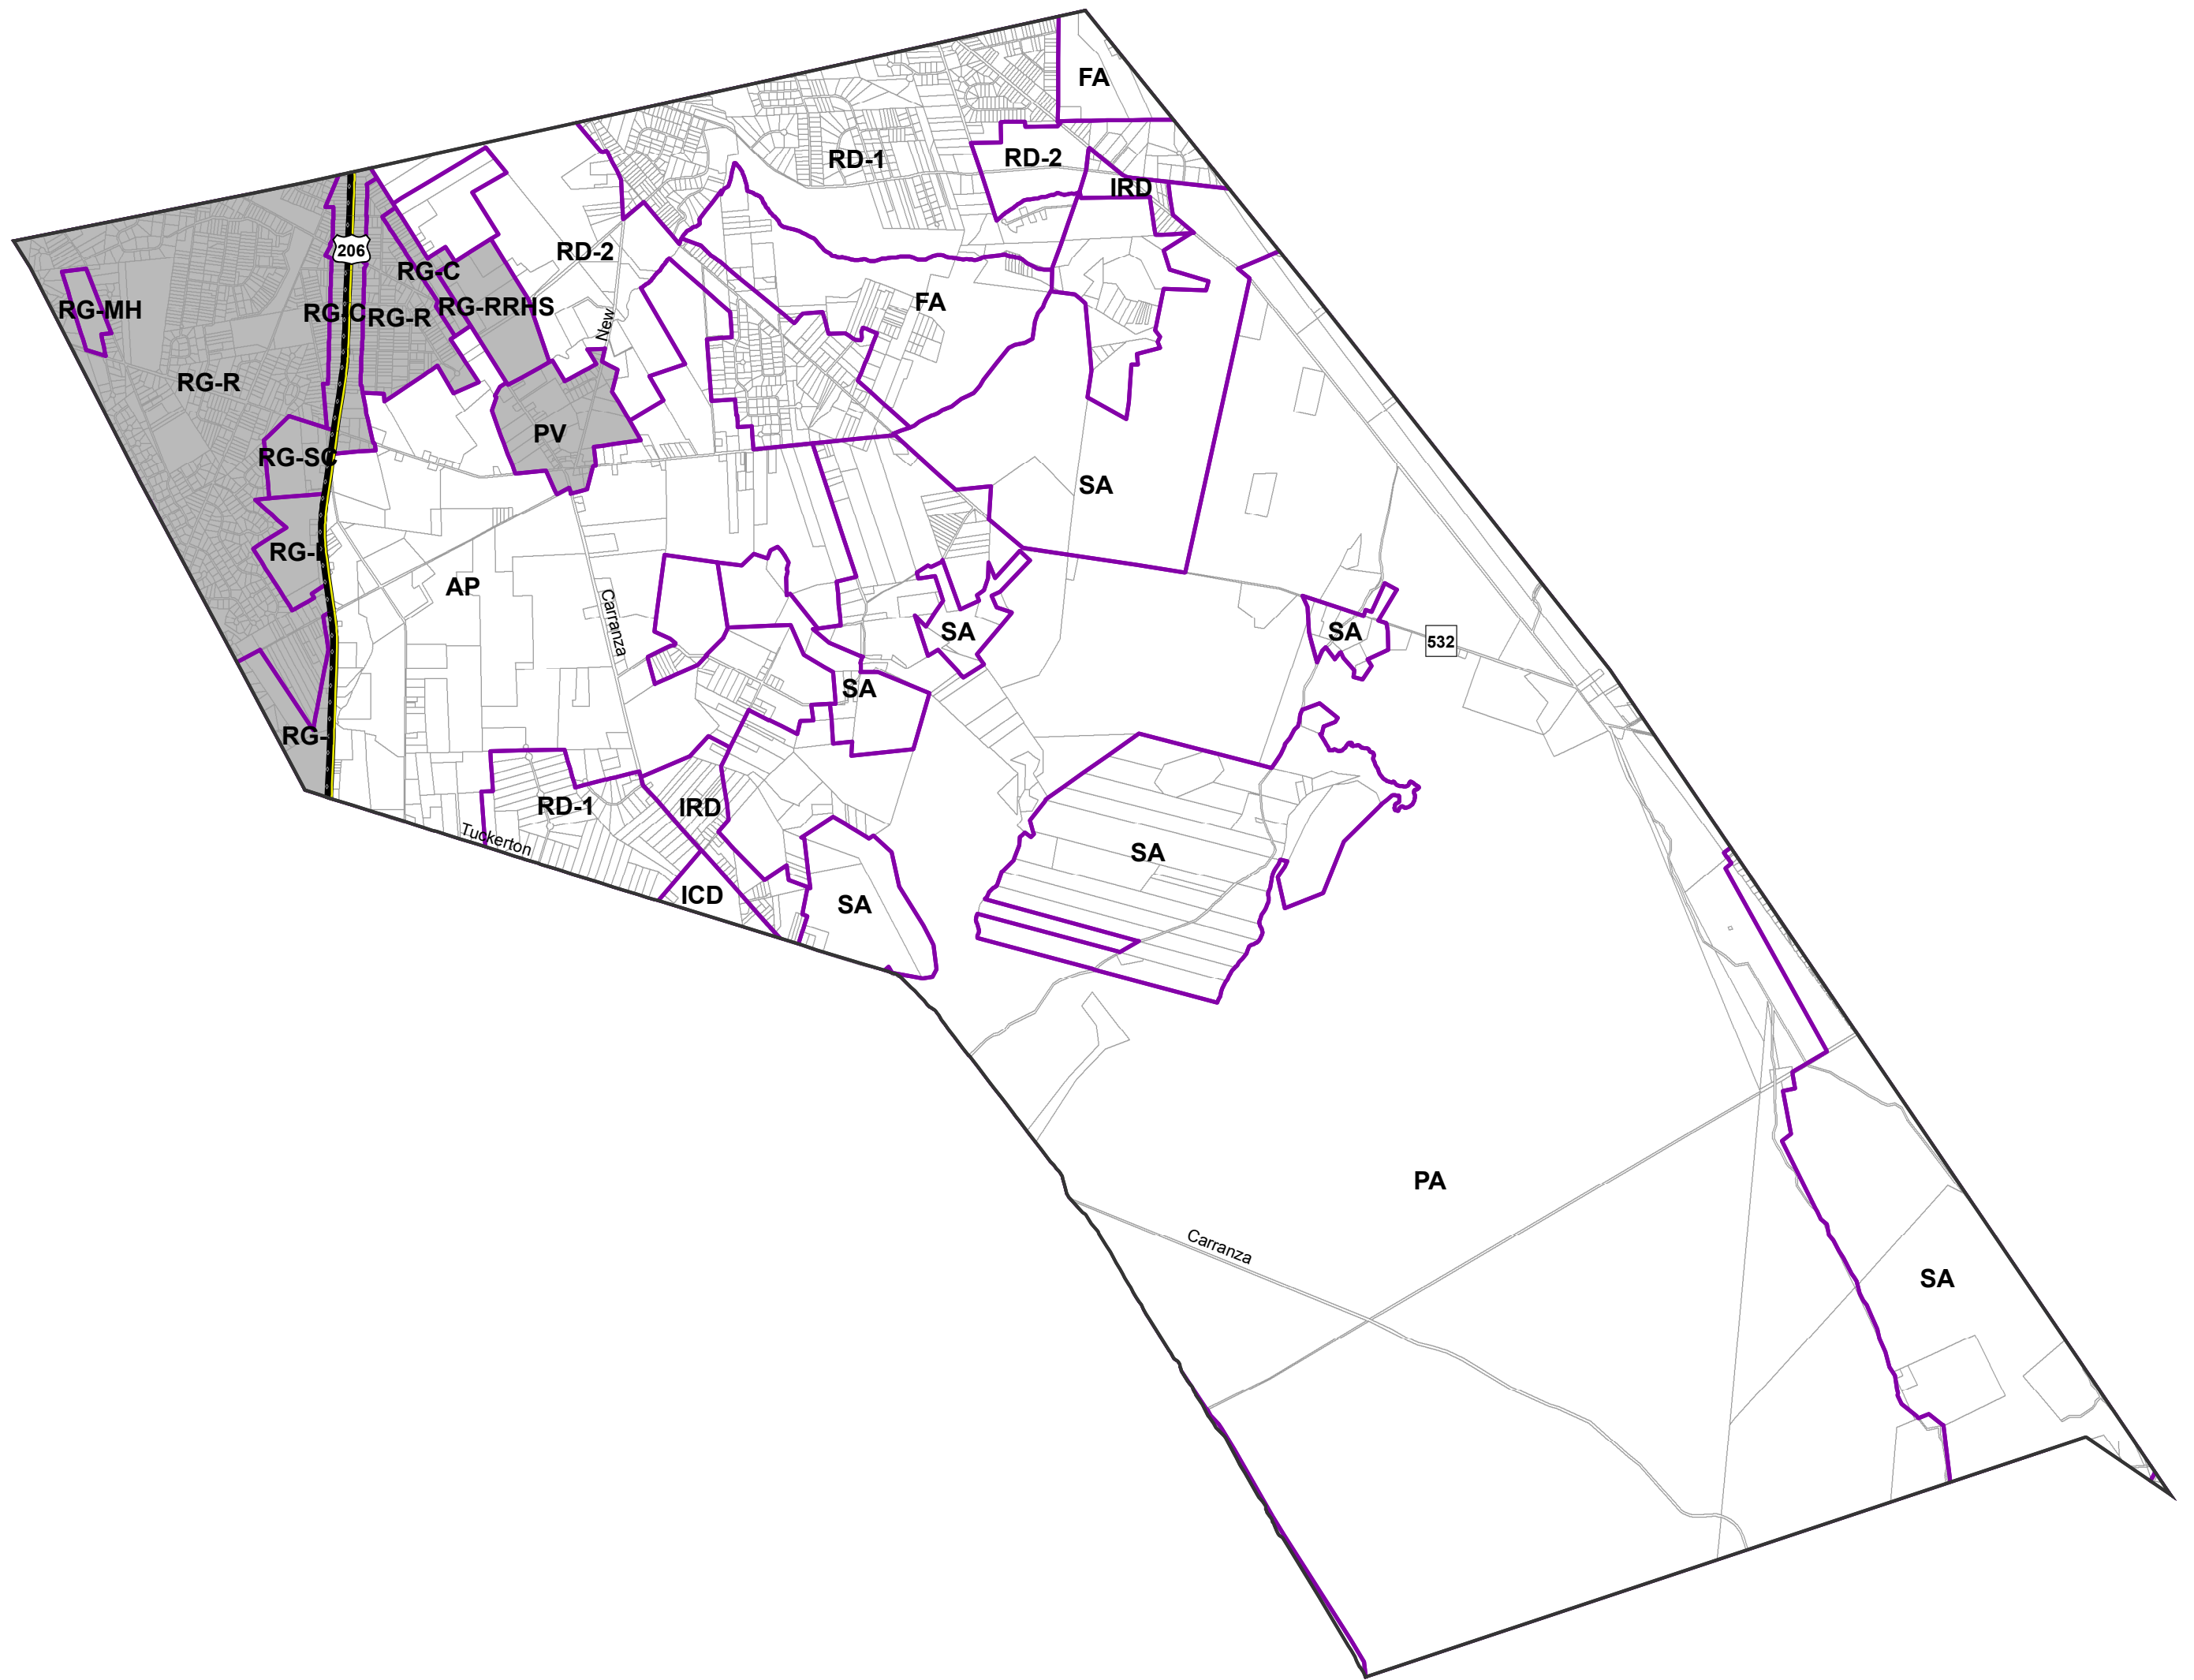 FA
RD-1
RD-2
IRD
206
RD-2
RG-C
FA
RG-MH
RG-C
RG-R
RG-RRHS
New
RG-R
PV
RG-SC
SA
RG-I
AP
Carranza
SA
SA
532
SA
RG-
RD-1
IRD
Tuckerton
SA
ICD
SA
PA
Carranza
SA